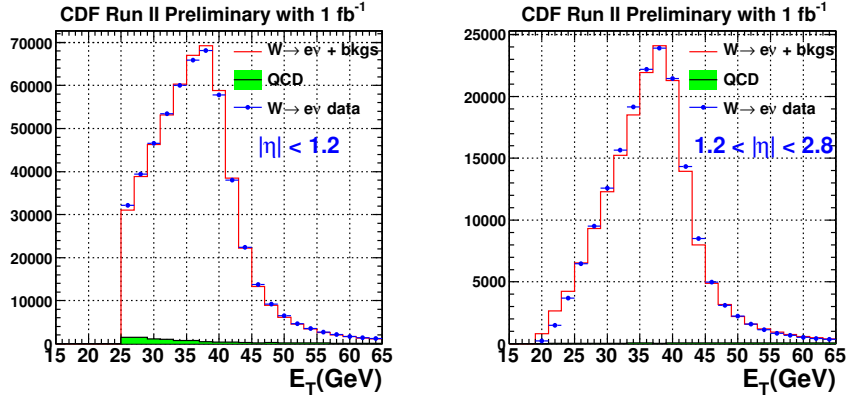 CDF Run II Preliminary with 1 fb⁻¹
70000
60000
50000
40000
30000
20000
10000
0
W→ eν + bkgs
QCD
W→ eν data
|η| < 1.2
15 20 25 30 35 40 45 50 55 60 65
E_T(GeV)
CDF Run II Preliminary with 1 fb⁻¹
25000
20000
15000
10000
5000
0
W→ eν + bkgs
QCD
W→ eν data
1.2 < |η| < 2.8
15 20 25 30 35 40 45 50 55 60 65
E_T(GeV)